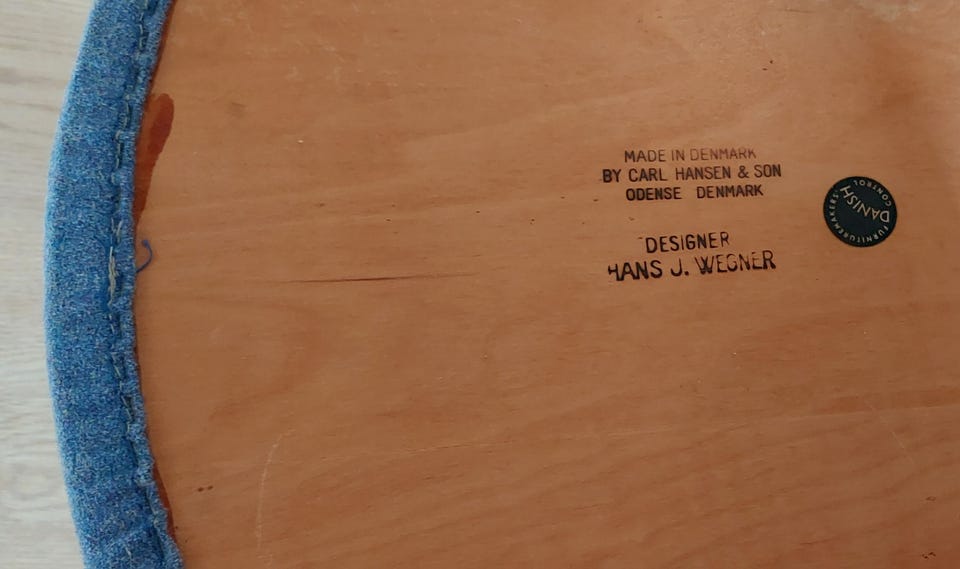 MADE IN DENMARK
BY CARL HANSEN & SON
ODENSE DENMARK
DESIGNER
HANS J. WEGNER
DANISH
FURNITUREMAKERS'
CONTROL